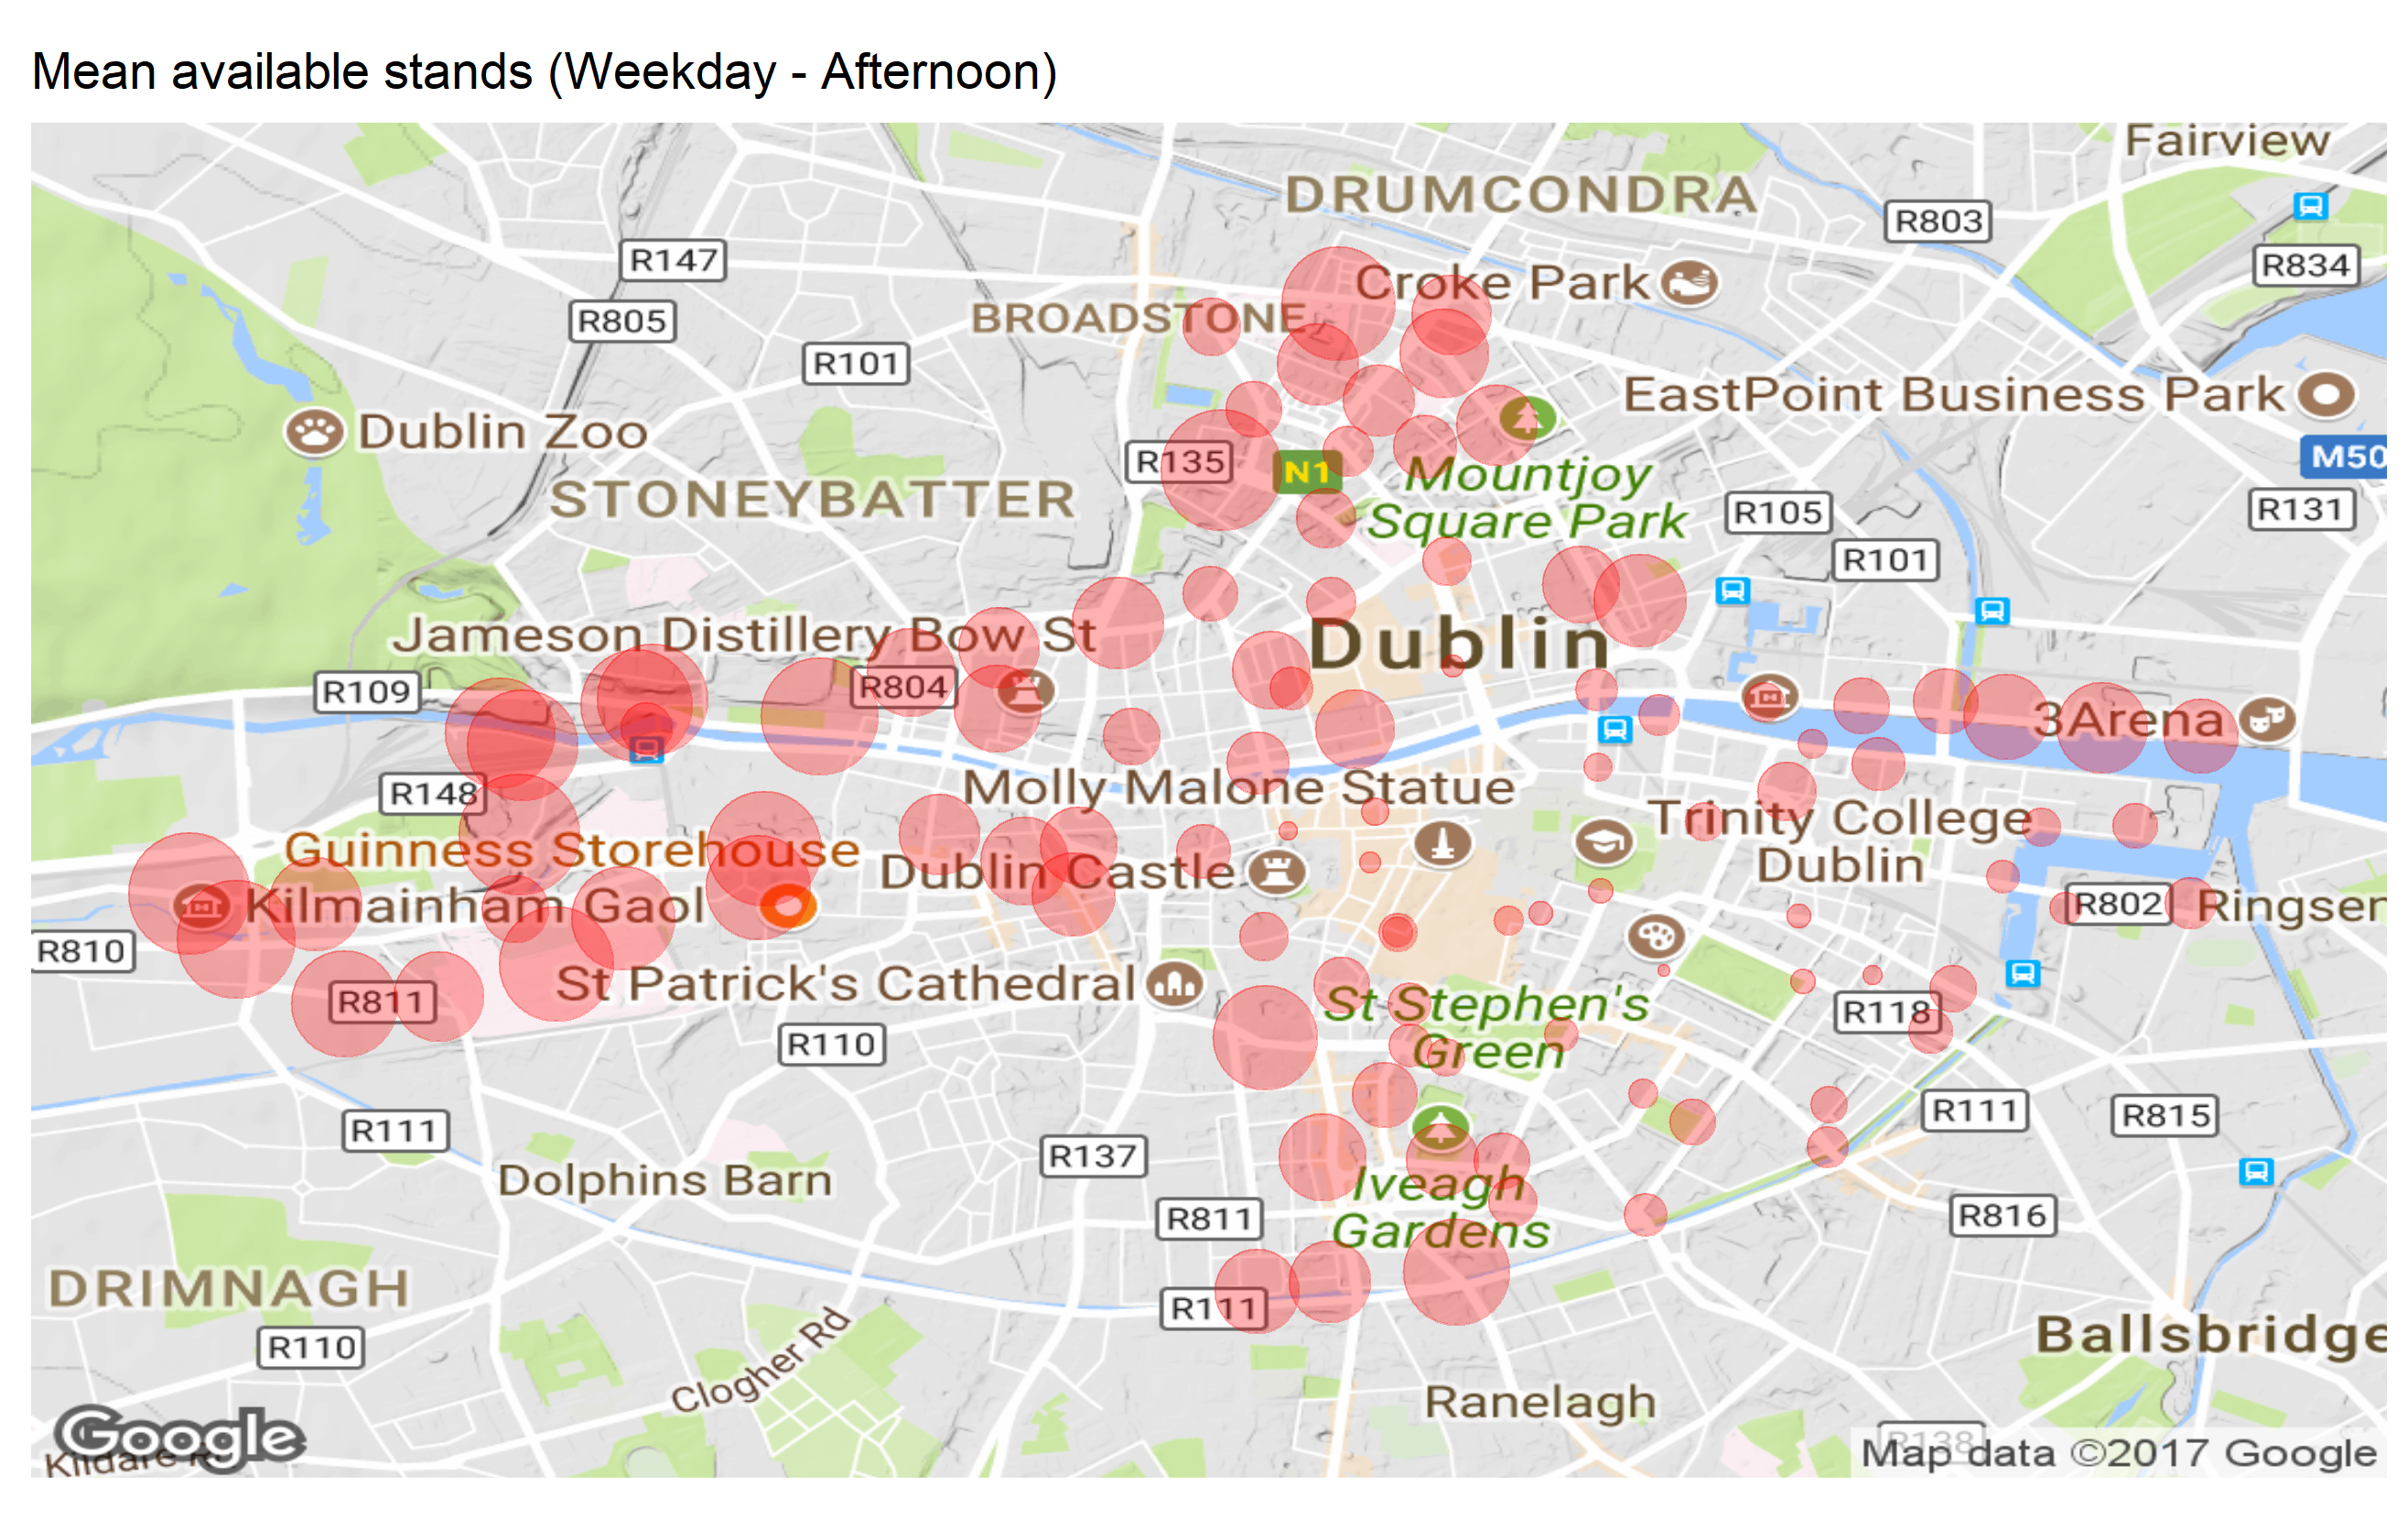 Mean available stands (Weekday - Afternoon)
Fairview
DRUMCONDRA
R803
R147
R834
Croke Park
R805
BROADSTONE
R101
EastPoint Business Park
Dublin Zoo
M50
R135
N1
Mountjoy
Square Park
STONEYBATTER
R105
R131
R101
Jameson Distillery Bow St
Dublin
R109
R804
3Arena
R148
Molly Malone Statue
Trinity College
Dublin
Guinness Storehouse
Dublin Castle
Kilmainham Gaol
R802
R810
St Patrick's Cathedral
R811
St Stephen's
Green
R118
R110
R111
R111
R815
R137
Dolphins Barn
Iveagh
Gardens
R811
R816
DRIMNAGH
R111
R110
Clogher Rd
Ballsbridge
Ranelagh
Google
R138
Map data ©2017 Google